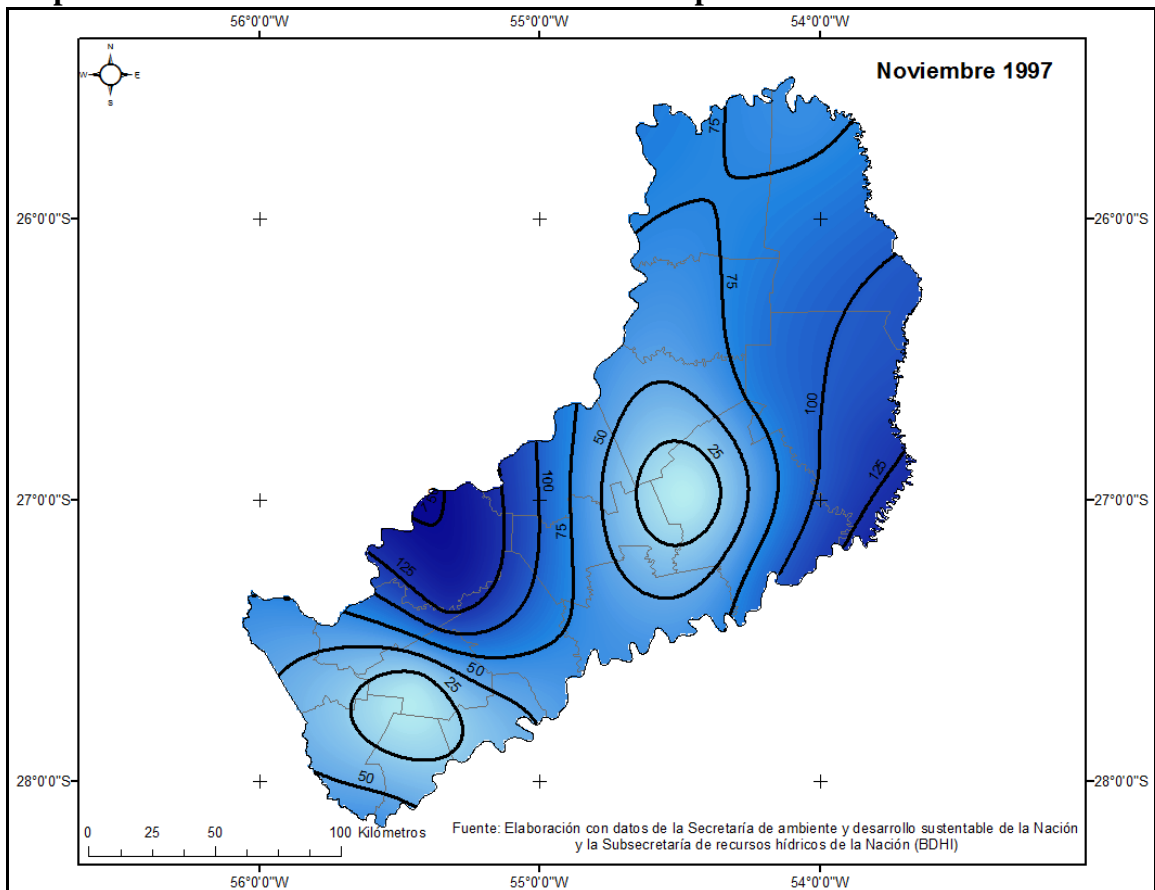 56°0'0"W 55°0'0"W 54°0'0"W
Noviembre 1997
N
W E
S
75
26°0'0"S 26°0'0"S
75
100
50
25
100
125
27°0'0"S 27°0'0"S
75
125
50
25
28°0'0"S 50 28°0'0"S
0 25 50 100 Kilómetros
Fuente: Elaboración con datos de la Secretaría de ambiente y desarrollo sustentable de la Nación
y la Subsecretaría de recursos hídricos de la Nación (BDHI)
56°0'0"W 55°0'0"W 54°0'0"W